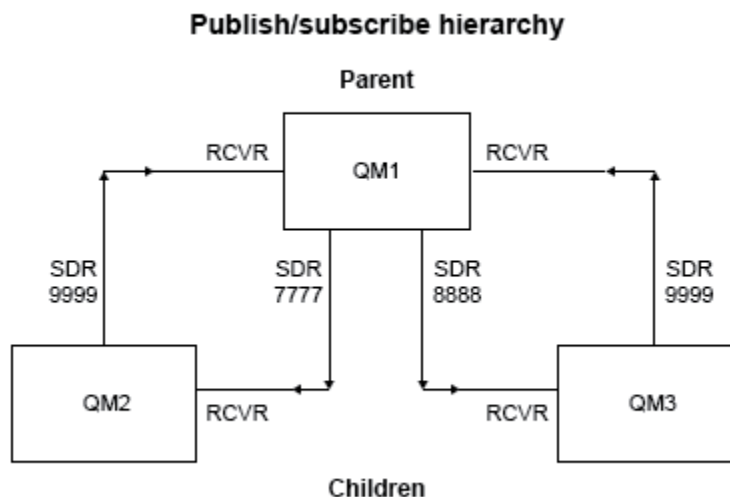 Publish/subscribe hierarchy
Parent
RCVR
QM1
RCVR
SDR
9999
SDR
7777
SDR
8888
SDR
9999
QM2
RCVR
RCVR
QM3
Children